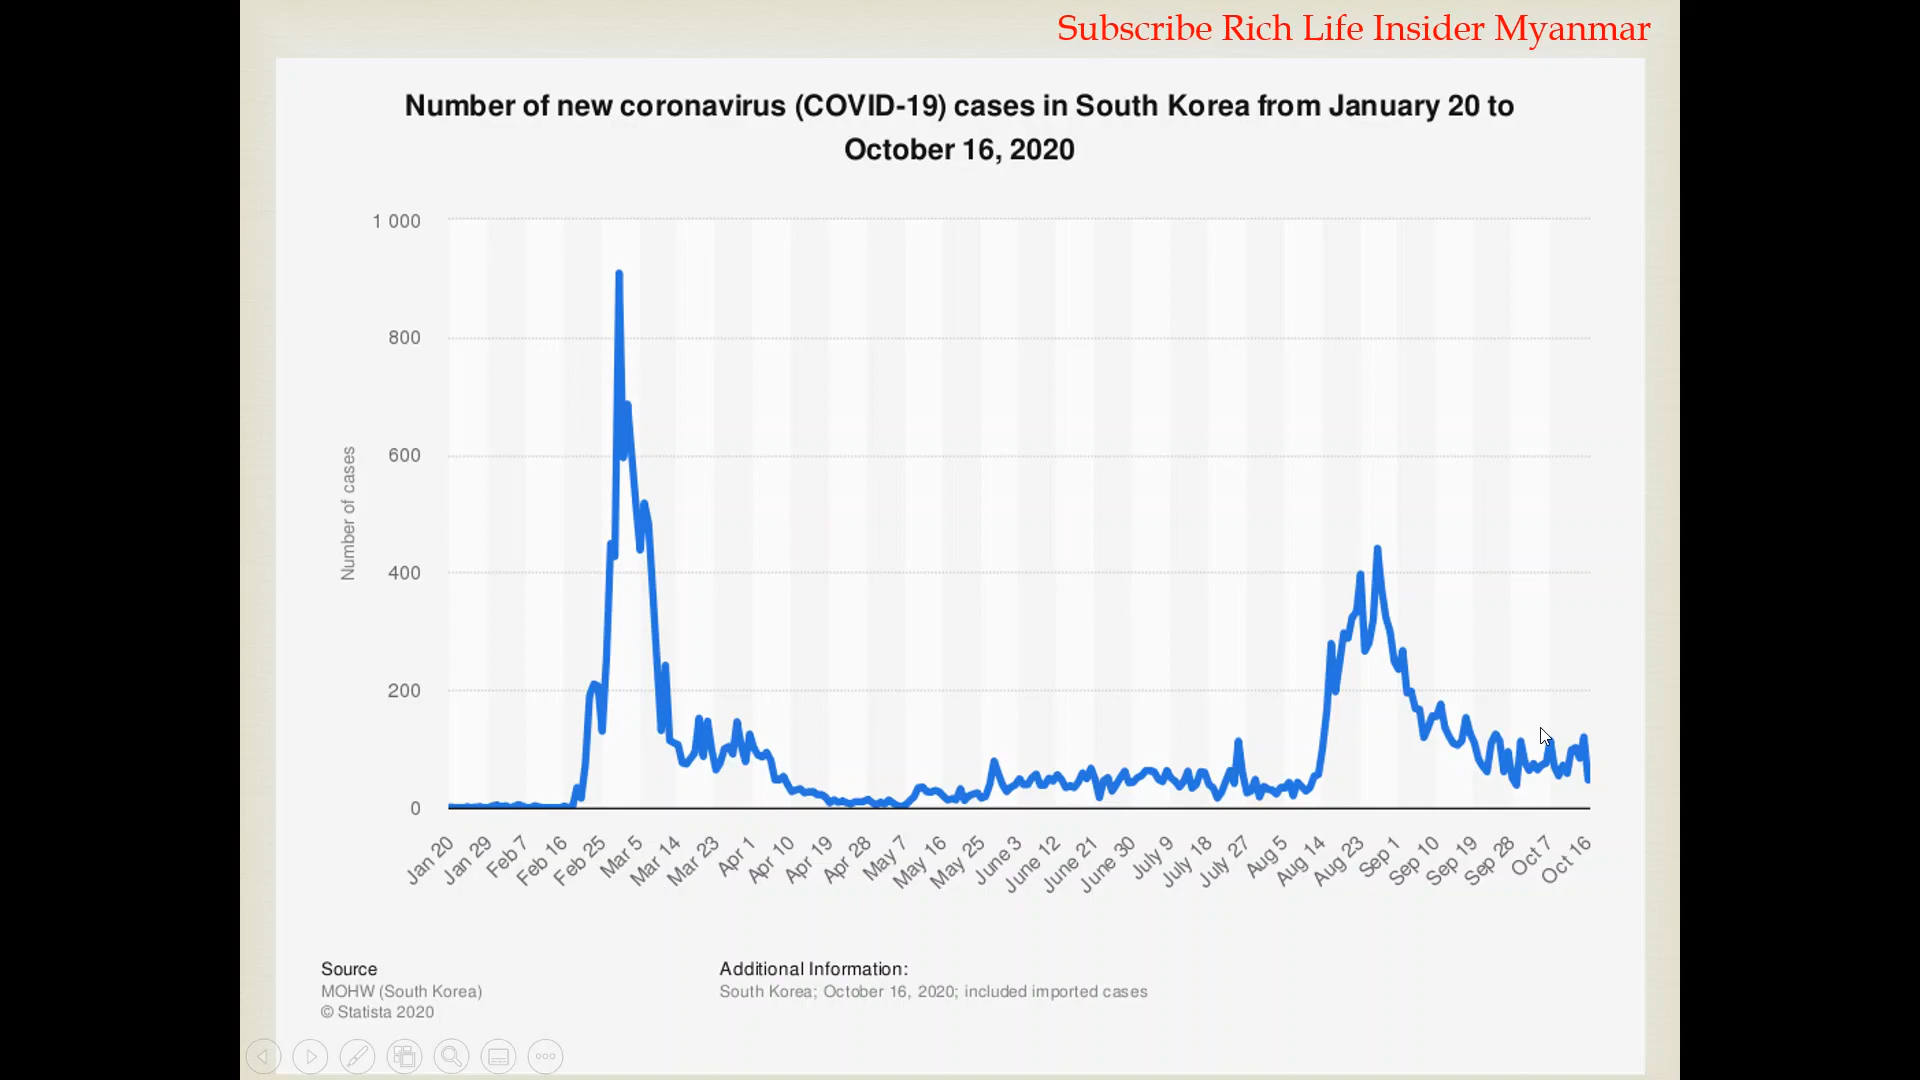 Subscribe Rich Life Insider Myanmar
Number of new coronavirus (COVID-19) cases in South Korea from January 20 to
October 16, 2020
1 000
800
600
400
200
0
Number of cases
Jan 20
Jan 29
Feb 7
Feb 16
Feb 25
Mar 5
Mar 14
Mar 23
Apr 1
Apr 10
Apr 19
Apr 28
May 7
May 16
May 25
June 3
June 12
June 21
June 30
July 9
July 18
July 27
Aug 5
Aug 14
Aug 23
Sep 1
Sep 10
Sep 19
Sep 28
Oct 7
Oct 16
Source
MOHW (South Korea)
© Statista 2020
Additional Information:
South Korea; October 16, 2020; included imported cases